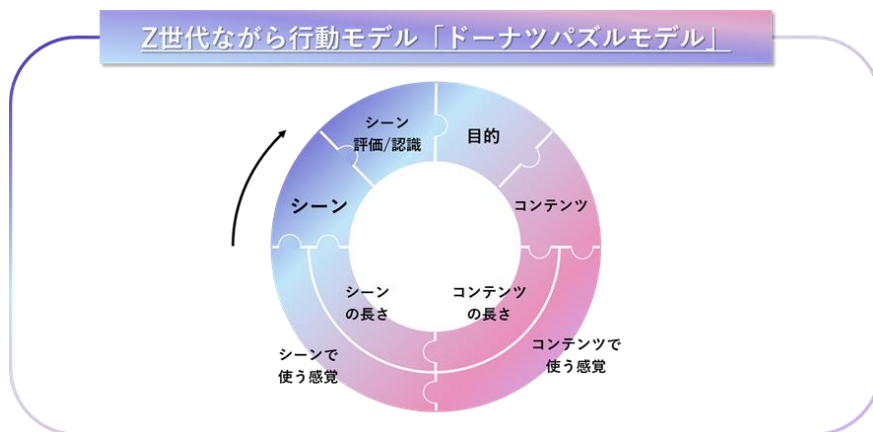 Z世代ながら行動モデル「ドーナツパズルモデル」
シーン
評価/認識
目的
シーン
コンテンツ
シーン
の長さ
コンテンツ
の長さ
シーンで
使う感覚
コンテンツで
使う感覚